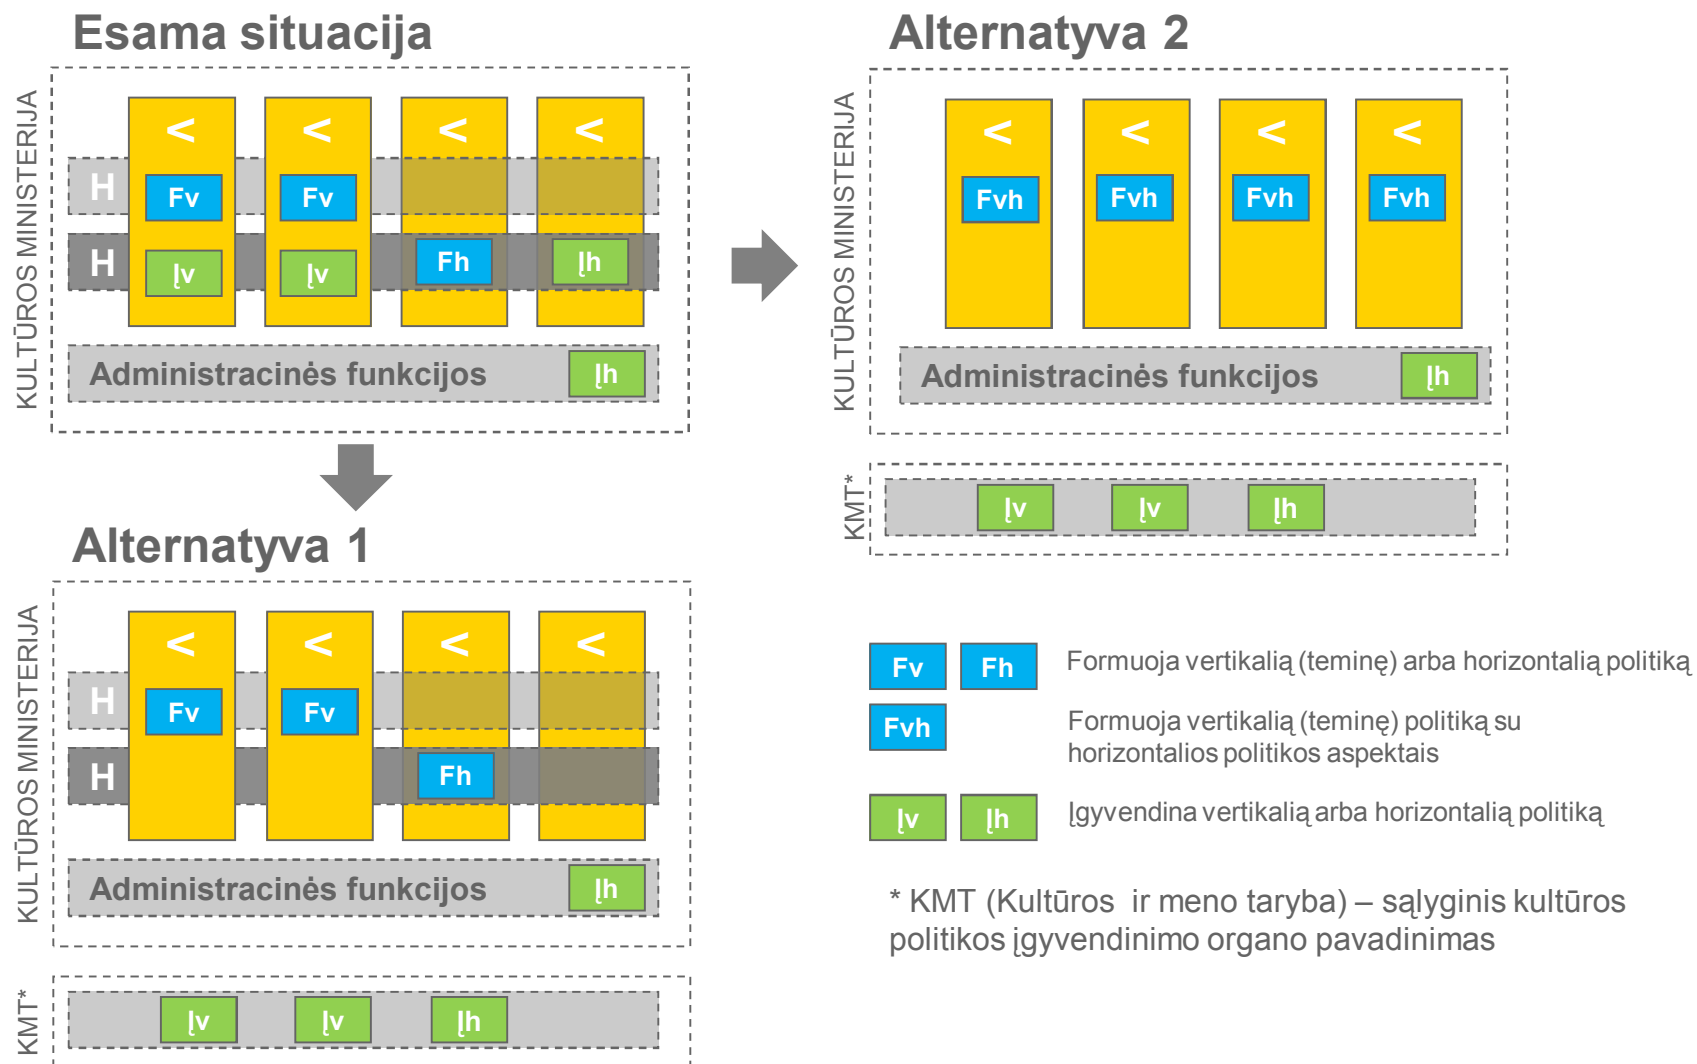 Esama situacija
KULTŪROS MINISTERIJA
< < < <
H Fv Fv
H Įv Įv Fh Įh
Administracinės funkcijos Įh
Alternatyva 1
KULTŪROS MINISTERIJA
< < < <
H Fv Fv
H Fh
Administracinės funkcijos Įh
KMT*
Įv Įv Įh
Alternatyva 2
KULTŪROS MINISTERIJA
< < < <
Fvh Fvh Fvh Fvh
Administracinės funkcijos Įh
KMT*
Įv Įv Įh
Fv Fh Formuoja vertikalią (teminę) arba horizontalią politiką
Fvh Formuoja vertikalią (teminę) politiką su
horizontalios politikos aspektais
Įv Įh Įgyvendina vertikalią arba horizontalią politiką
* KMT (Kultūros ir meno taryba) – sąlyginis kultūros
politikos įgyvendinimo organo pavadinimas